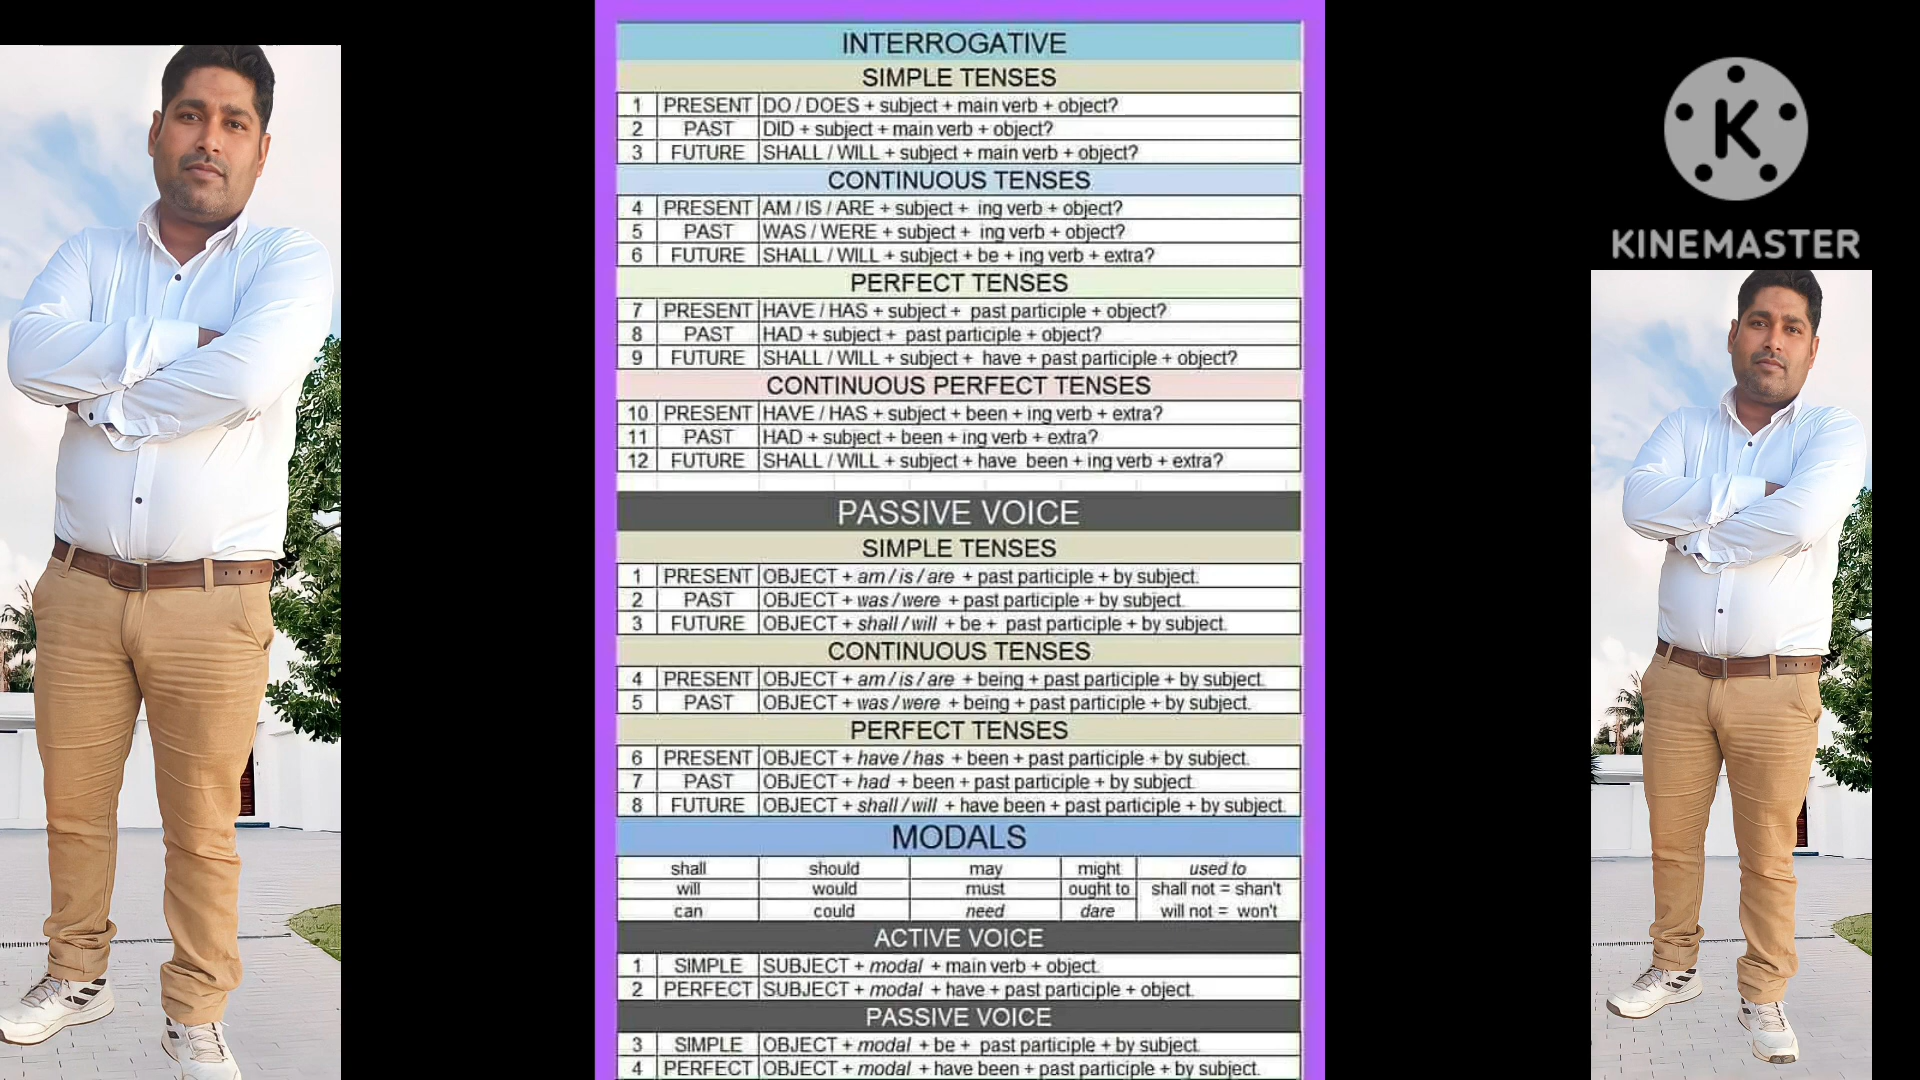 INTERROGATIVE
SIMPLE TENSES
1 PRESENT DO / DOES + subject + main verb + object?
2 PAST DID + subject + main verb + object?
3 FUTURE SHALL / WILL + subject + main verb + object?
CONTINUOUS TENSES
4 PRESENT AM / IS / ARE + subject + ing verb + object?
5 PAST WAS / WERE + subject + ing verb + object?
6 FUTURE SHALL / WILL + subject + be + ing verb + extra?
PERFECT TENSES
7 PRESENT HAVE / HAS + subject + past participle + object?
8 PAST HAD + subject + past participle + object?
9 FUTURE SHALL / WILL + subject + have + past participle + object?
CONTINUOUS PERFECT TENSES
10 PRESENT HAVE / HAS + subject + been + ing verb + extra?
11 PAST HAD + subject + been + ing verb + extra?
12 FUTURE SHALL / WILL + subject + have been + ing verb + extra?
PASSIVE VOICE
SIMPLE TENSES
1 PRESENT OBJECT + am / is / are + past participle + by subject.
2 PAST OBJECT + was / were + past participle + by subject.
3 FUTURE OBJECT + shall / will + be + past participle + by subject.
CONTINUOUS TENSES
4 PRESENT OBJECT + am / is / are + being + past participle + by subject.
5 PAST OBJECT + was / were + being + past participle + by subject.
PERFECT TENSES
6 PRESENT OBJECT + have / has + been + past participle + by subject.
7 PAST OBJECT + had + been + past participle + by subject.
8 FUTURE OBJECT + shall / will + have been + past participle + by subject.
MODALS
shall should may might used to
will would must ought to shall not = shan't
can could need dare will not = won't
ACTIVE VOICE
1 SIMPLE SUBJECT + modal + main verb + object.
2 PERFECT SUBJECT + modal + have + past participle + object.
PASSIVE VOICE
3 SIMPLE OBJECT + modal + be + past participle + by subject.
4 PERFECT OBJECT + modal + have been + past participle + by subject.
K
KINEMASTER